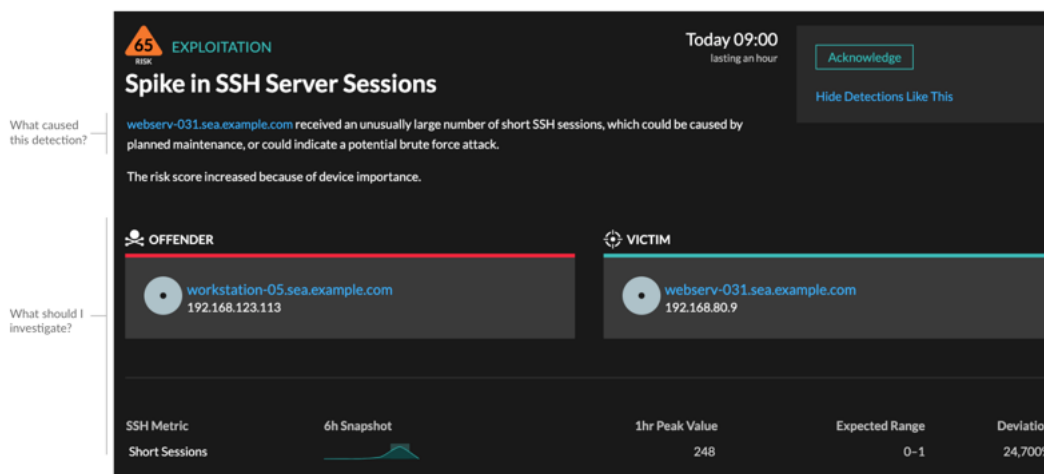 65
RISK
EXPLOITATION
Spike in SSH Server Sessions
Today 09:00
lasting an hour
Acknowledge
Hide Detections Like This
What caused
this detection?
webserv-031.sea.example.com received an unusually large number of short SSH sessions, which could be caused by
planned maintenance, or could indicate a potential brute force attack.
The risk score increased because of device importance.
What should I
investigate?
OFFENDER
workstation-05.sea.example.com
192.168.123.113
VICTIM
webserv-031.sea.example.com
192.168.80.9
SSH Metric 6h Snapshot 1hr Peak Value Expected Range Deviatio
Short Sessions 248 0–1 24,700%